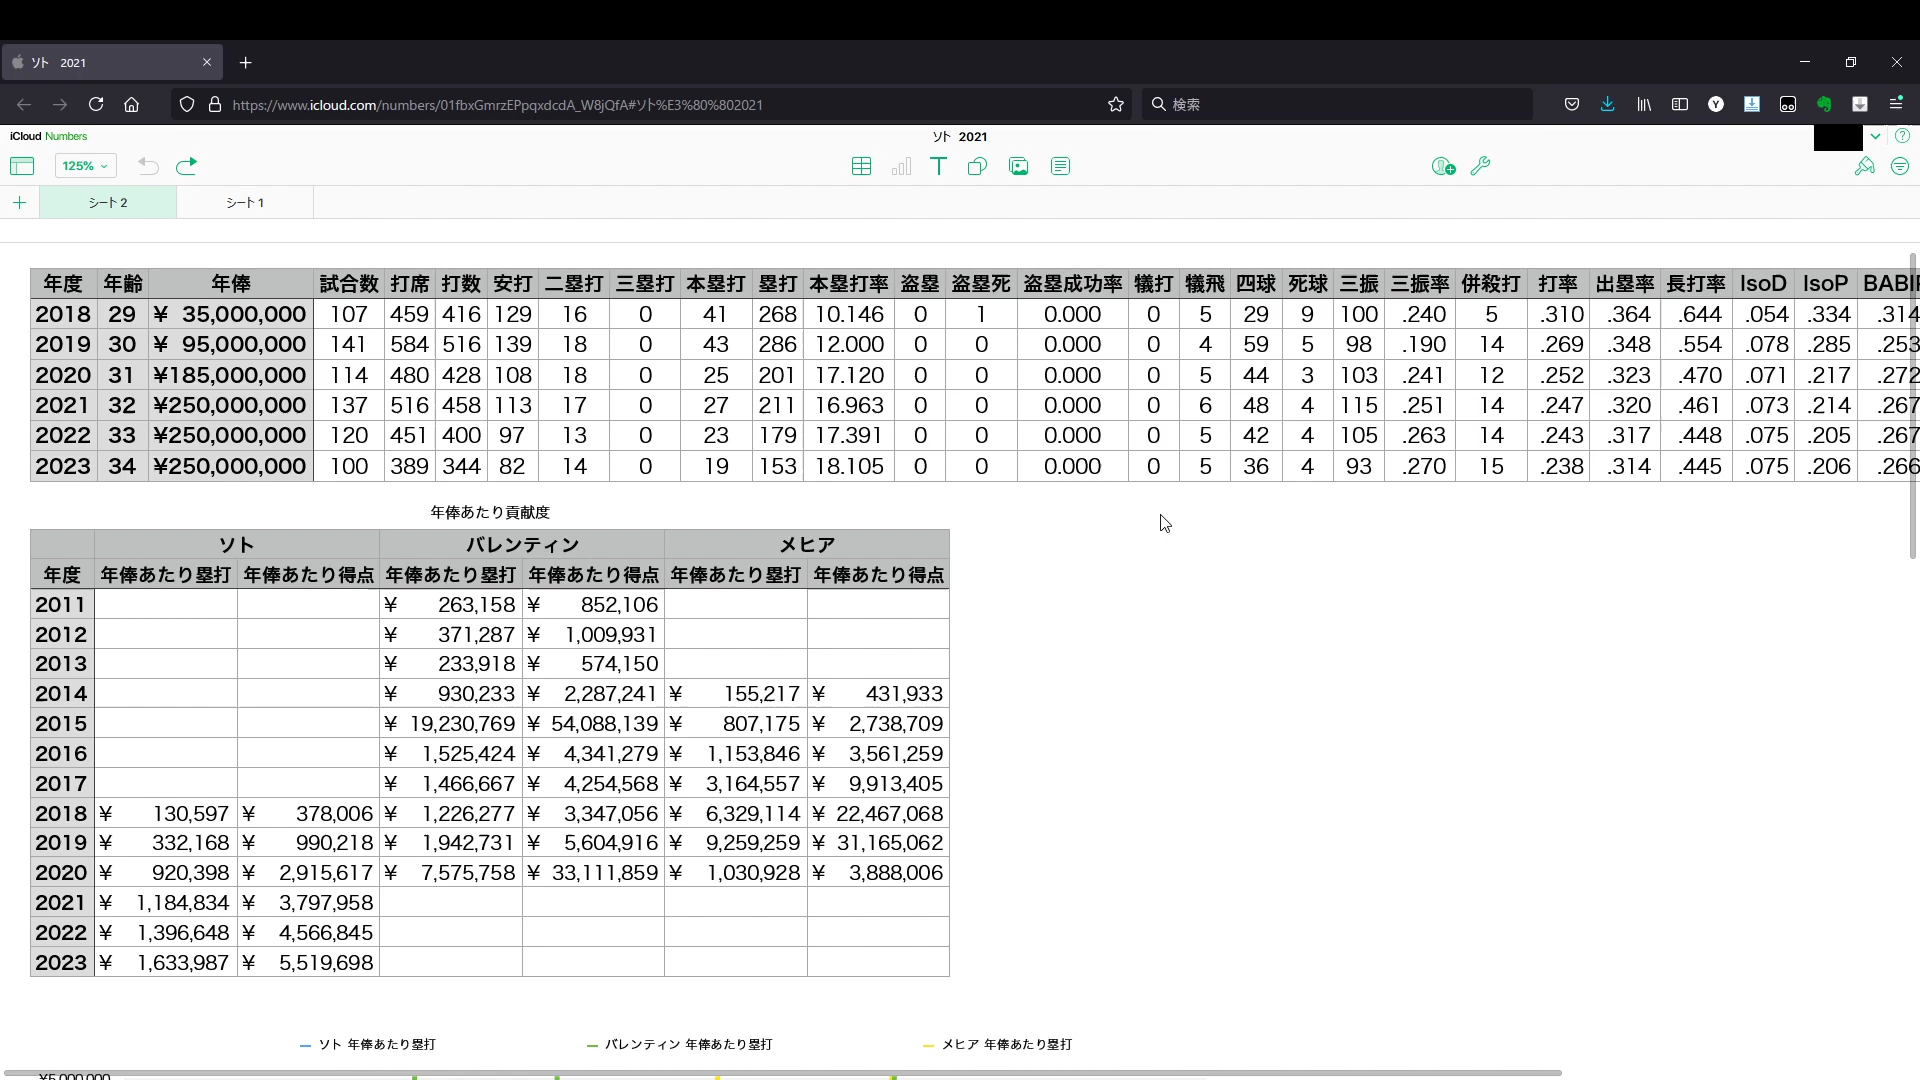 ソト 2021
https://www.icloud.com/numbers/01fbxGmrzEPpqxdcdA_W8jQfA#ソト%E3%80%802021
検索
iCloud Numbers
ソト 2021
125%
シート 2 シート 1
年度 年齢 年俸 試合数 打席 打数 安打 二塁打 三塁打 本塁打 塁打 本塁打率 盗塁 盗塁死 盗塁成功率 犠打 犠飛 四球 死球 三振 三振率 併殺打 打率 出塁率 長打率 IsoD IsoP BABIP
2018 29 ¥ 35,000,000 107 459 416 129 16 0 41 268 10.146 0 1 0.000 0 5 29 9 100 .240 5 .310 .364 .644 .054 .334 .314
2019 30 ¥ 95,000,000 141 584 516 139 18 0 43 286 12.000 0 0 0.000 0 4 59 5 98 .190 14 .269 .348 .554 .078 .285 .253
2020 31 ¥185,000,000 114 480 428 108 18 0 25 201 17.120 0 0 0.000 0 5 44 3 103 .241 12 .252 .323 .470 .071 .217 .272
2021 32 ¥250,000,000 137 516 458 113 17 0 27 211 16.963 0 0 0.000 0 6 48 4 115 .251 14 .247 .320 .461 .073 .214 .267
2022 33 ¥250,000,000 120 451 400 97 13 0 23 179 17.391 0 0 0.000 0 5 42 4 105 .263 14 .243 .317 .448 .075 .205 .267
2023 34 ¥250,000,000 100 389 344 82 14 0 19 153 18.105 0 0 0.000 0 5 36 4 93 .270 15 .238 .314 .445 .075 .206 .266
年俸あたり貢献度
ソト バレンティン メヒア
年度 年俸あたり塁打 年俸あたり得点 年俸あたり塁打 年俸あたり得点 年俸あたり塁打 年俸あたり得点
2011 ¥ 263,158 ¥ 852,106
2012 ¥ 371,287 ¥ 1,009,931
2013 ¥ 233,918 ¥ 574,150
2014 ¥ 930,233 ¥ 2,287,241 ¥ 155,217 ¥ 431,933
2015 ¥ 19,230,769 ¥ 54,088,139 ¥ 807,175 ¥ 2,738,709
2016 ¥ 1,525,424 ¥ 4,341,279 ¥ 1,153,846 ¥ 3,561,259
2017 ¥ 1,466,667 ¥ 4,254,568 ¥ 3,164,557 ¥ 9,913,405
2018 ¥ 130,597 ¥ 378,006 ¥ 1,226,277 ¥ 3,347,056 ¥ 6,329,114 ¥ 22,467,068
2019 ¥ 332,168 ¥ 990,218 ¥ 1,942,731 ¥ 5,604,916 ¥ 9,259,259 ¥ 31,165,062
2020 ¥ 920,398 ¥ 2,915,617 ¥ 7,575,758 ¥ 33,111,859 ¥ 1,030,928 ¥ 3,888,006
2021 ¥ 1,184,834 ¥ 3,797,958
2022 ¥ 1,396,648 ¥ 4,566,845
2023 ¥ 1,633,987 ¥ 5,519,698
ソト 年俸あたり塁打 バレンティン 年俸あたり塁打 メヒア 年俸あたり塁打
¥5,000,000